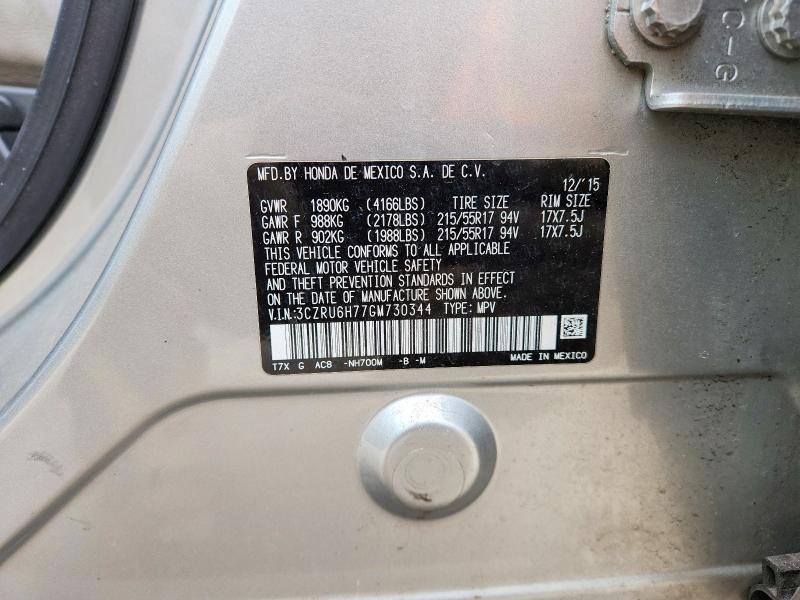 C-G
MFD.BY HONDA DE MEXICO S.A. DE C.V.
12/'15
GVWR 1890KG (4166LBS) TIRE SIZE RIM SIZE
GAWR F 988KG (2178LBS) 215/55R17 94V 17X7.5J
GAWR R 902KG (1988LBS) 215/55R17 94V 17X7.5J
THIS VEHICLE CONFORMS TO ALL APPLICABLE
FEDERAL MOTOR VEHICLE SAFETY
AND THEFT PREVENTION STANDARDS IN EFFECT
ON THE DATE OF MANUFACTURE SHOWN ABOVE.
V.I.N.:3CZRU6H77GM730344 TYPE: MPV
T7X G AC8 -NH700M -B -M MADE IN MEXICO